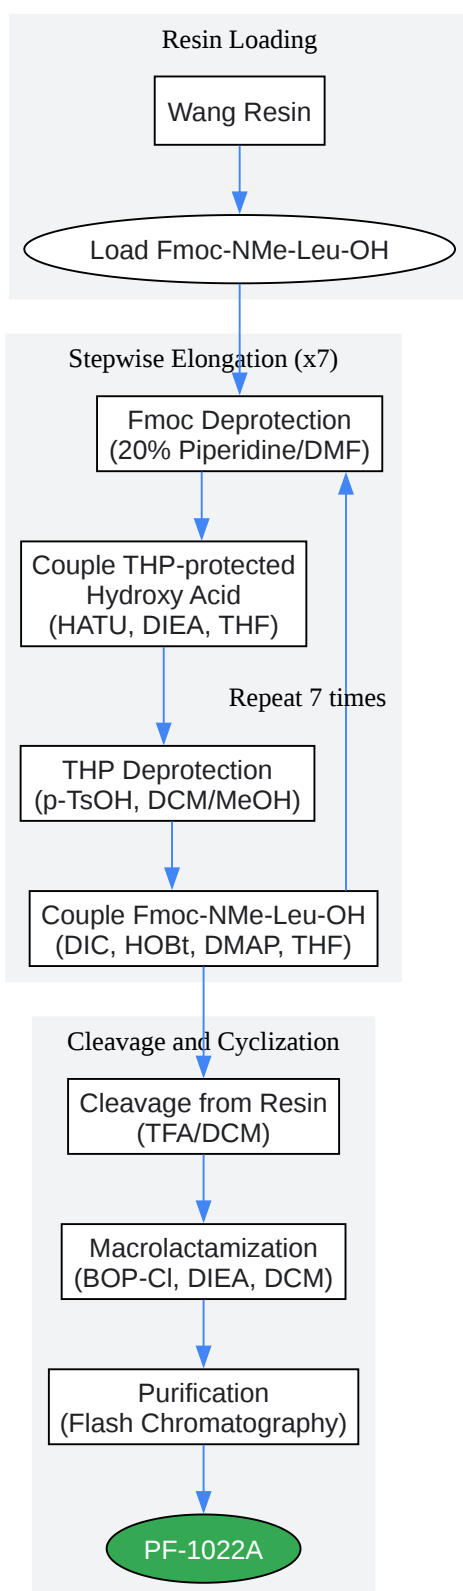 Resin Loading
Wang Resin
Load Fmoc-NMe-Leu-OH
Stepwise Elongation (x7)
Fmoc Deprotection
(20% Piperidine/DMF)
Couple THP-protected
Hydroxy Acid
(HATU, DIEA, THF)
Repeat 7 times
THP Deprotection
(p-TsOH, DCM/MeOH)
Couple Fmoc-NMe-Leu-OH
(DIC, HOBt, DMAP, THF)
Cleavage and Cyclization
Cleavage from Resin
(TFA/DCM)
Macrolactamization
(BOP-Cl, DIEA, DCM)
Purification
(Flash Chromatography)
PF-1022A